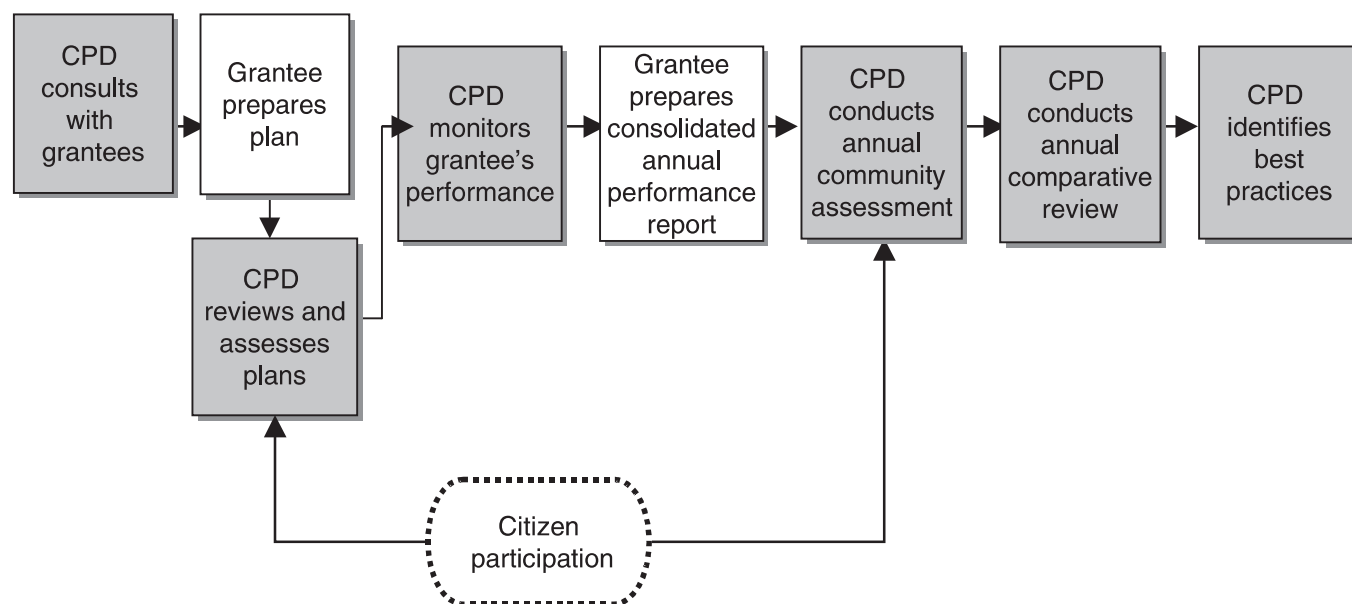 CPD
consults
with
grantees
Grantee
prepares
plan
CPD
reviews and
assesses
plans
CPD
monitors
grantee's
performance
Grantee
prepares
consolidated
annual
performance
report
CPD
conducts
annual
community
assessment
CPD
conducts
annual
comparative
review
CPD
identifies
best
practices
Citizen
participation